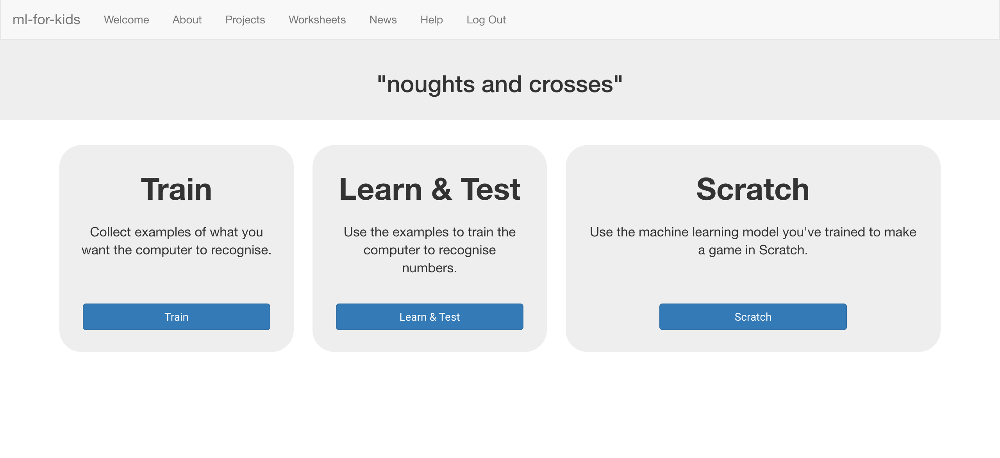 ml-for-kids Welcome About Projects Worksheets News Help Log Out
"noughts and crosses"
Train
Collect examples of what you
want the computer to recognise.
Train
Learn & Test
Use the examples to train the
computer to recognise
numbers.
Learn & Test
Scratch
Use the machine learning model you've trained to make
a game in Scratch.
Scratch